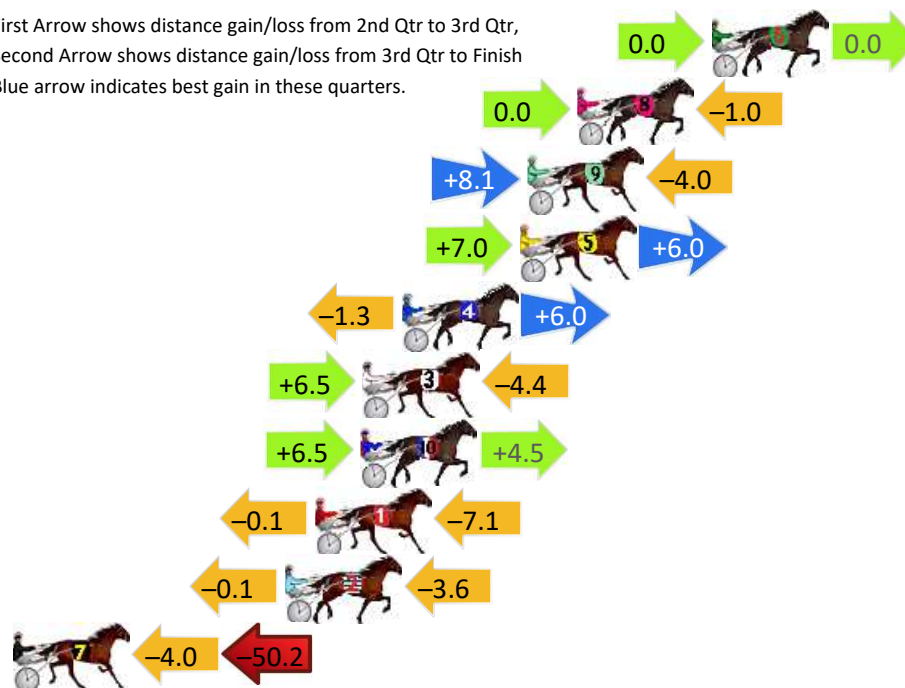 irst Arrow shows distance gain/loss from 2nd Qtr to 3rd Qtr,
econd Arrow shows distance gain/loss from 3rd Qtr to Finish
lue arrow indicates best gain in these quarters.
0.0 6 0.0
0.0 8 –1.0
+8.1 9 –4.0
+7.0 5 +6.0
–1.3 4 +6.0
+6.5 3 –4.4
+6.5 10 +4.5
–0.1 1 –7.1
–0.1 2 –3.6
7 –4.0 –50.2